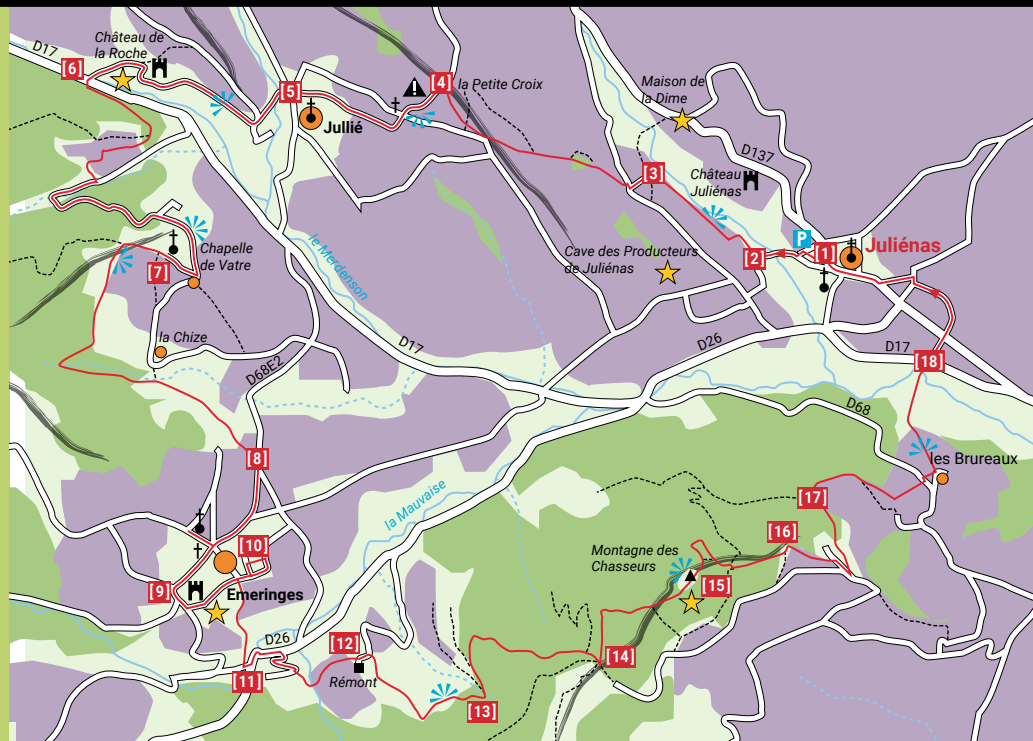 D17
Château de
la Roche
[6]
[5]
Jullié
[4]
la Petite Croix
Maison de
la Dime
D137
[3]
Château
Juliénas
P
[1]
Juliénas
[2]
Cave des Producteurs
de Juliénas
Chapelle
de Vatre
[7]
la Chize
le Merdenson
D17
D68E2
D26
D17
[18]
D68
les Brureaux
[8]
la Mauvaise
[17]
[16]
Montagne des
Chasseurs
[15]
[10]
[9]
Emeringes
D26
[11]
[12]
Rémont
[13]
[14]